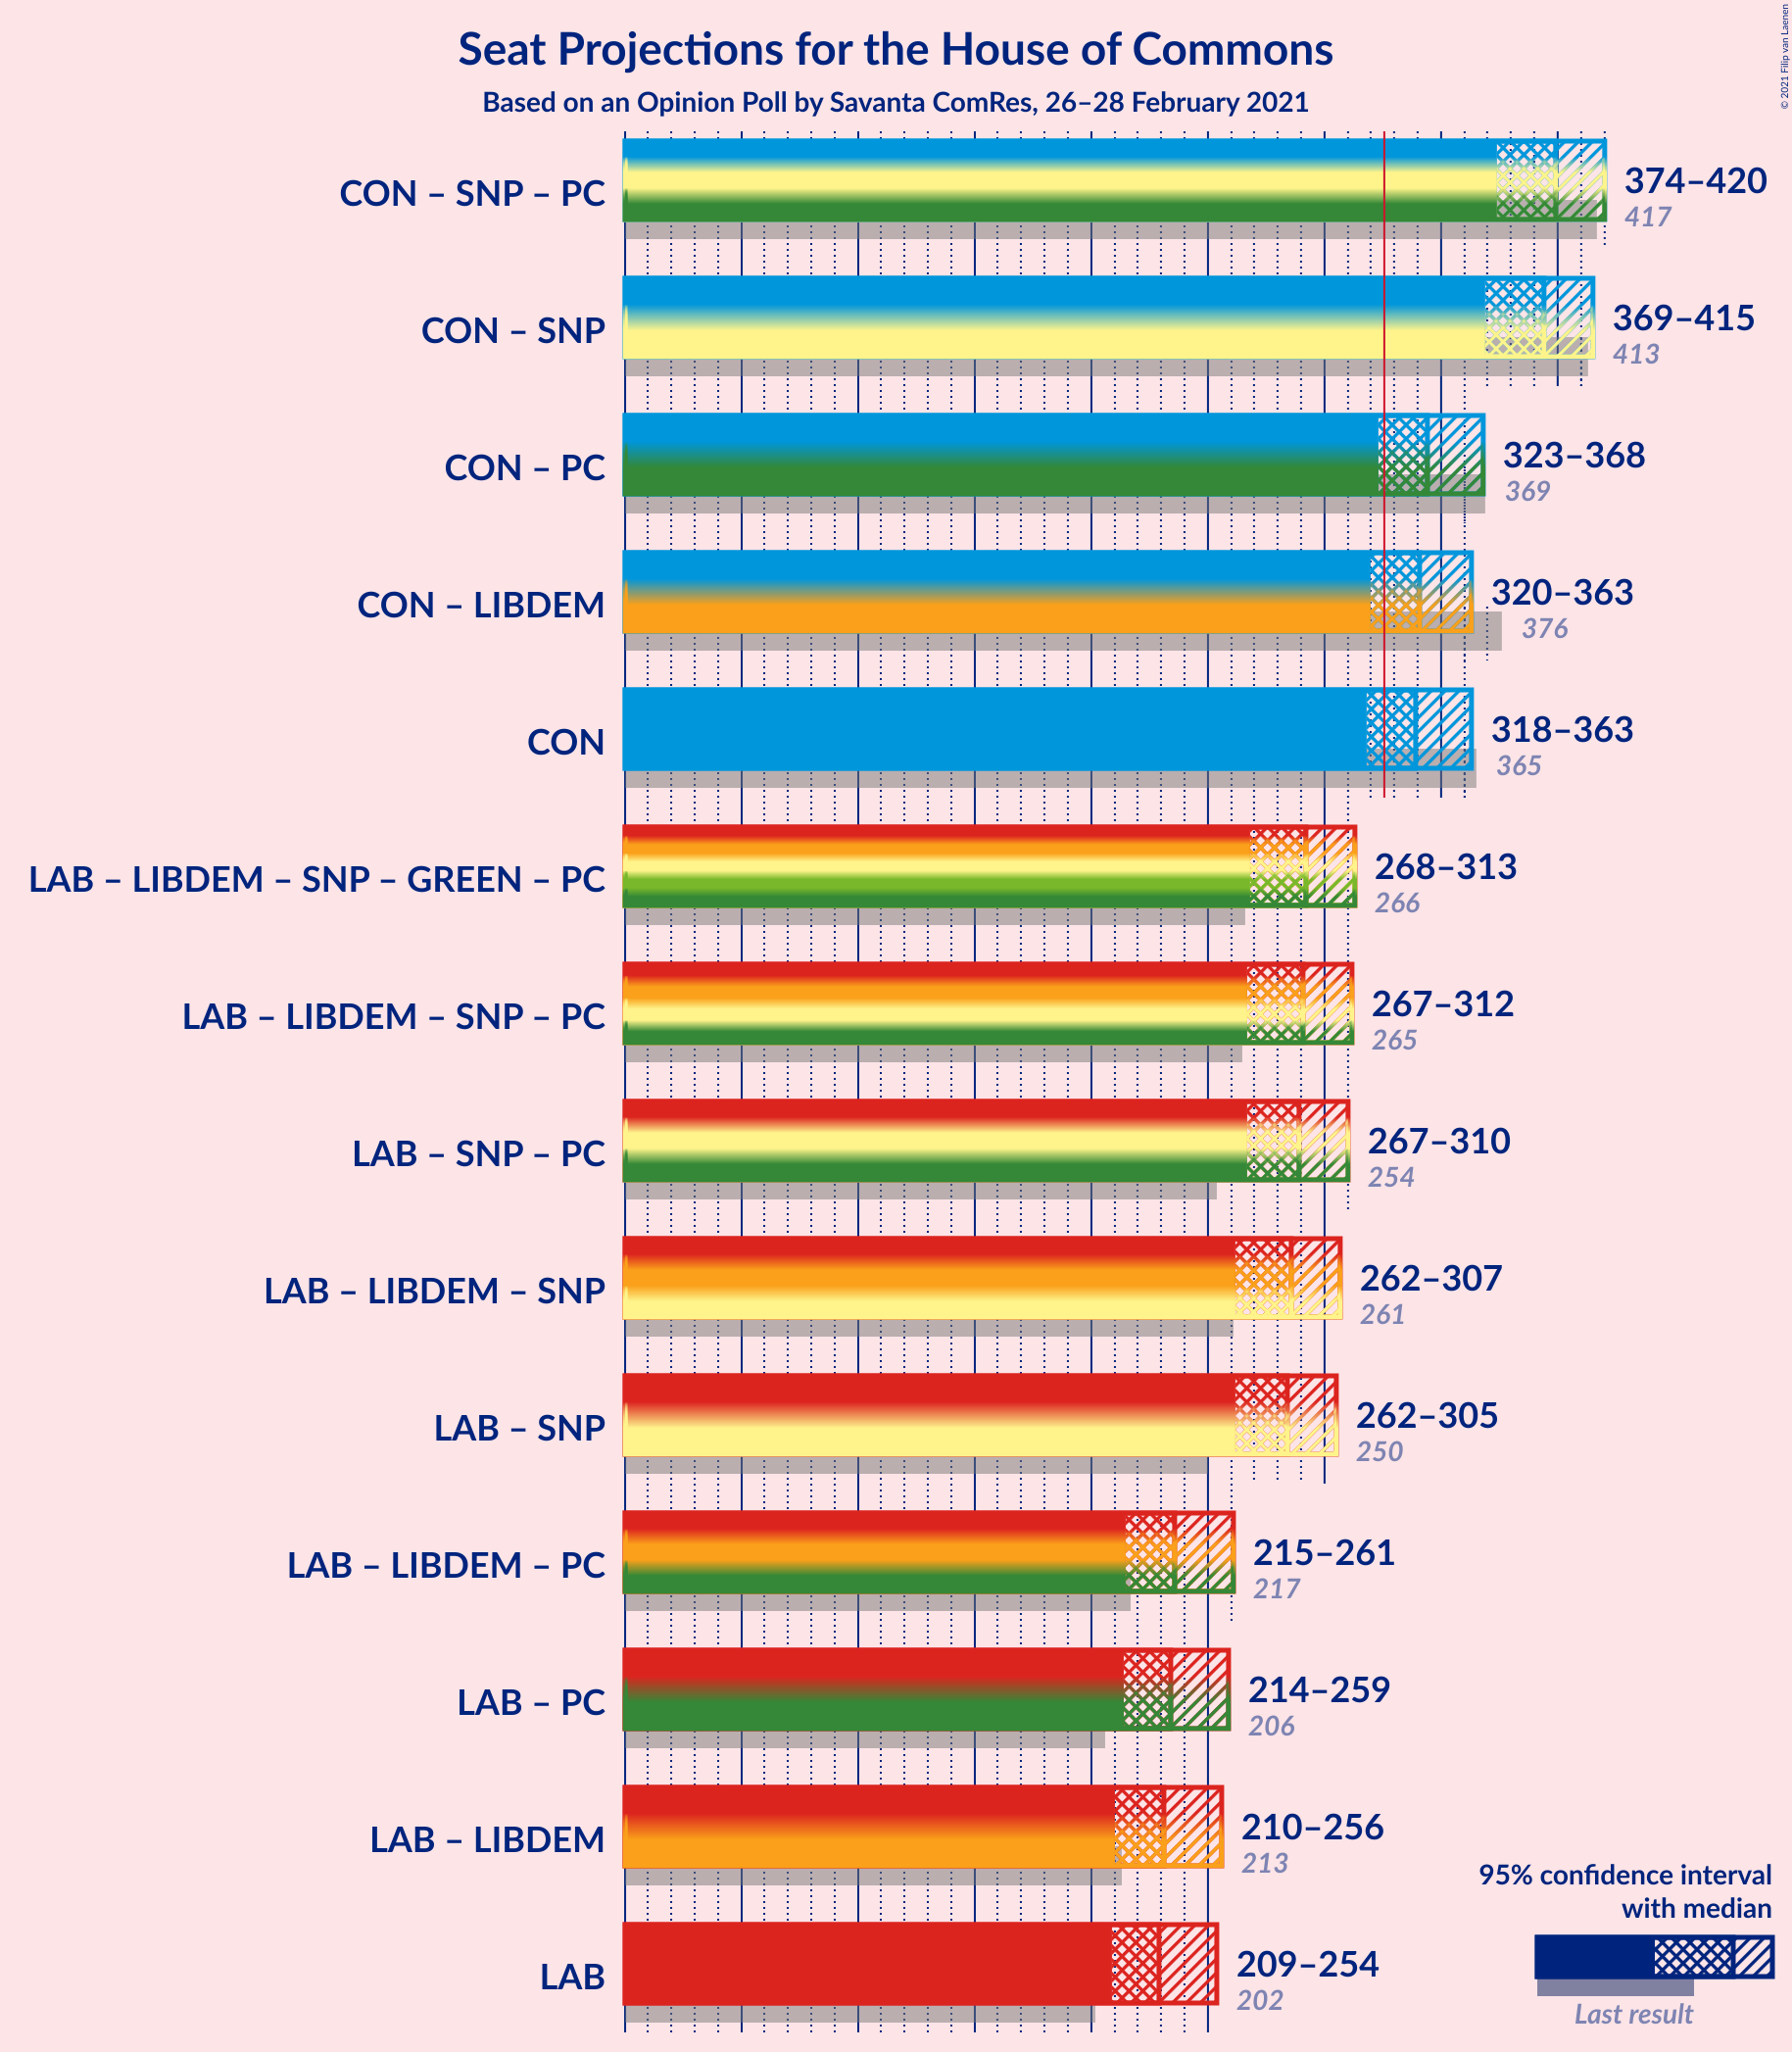 Seat Projections for the House of Commons
Based on an Opinion Poll by Savanta ComRes, 26–28 February 2021
© 2021 Filip van Laenen
CON – SNP – PC
374–420
417
CON – SNP
369–415
413
CON – PC
323–368
369
CON – LIBDEM
320–363
376
CON
318–363
365
LAB – LIBDEM – SNP – GREEN – PC
268–313
266
LAB – LIBDEM – SNP – PC
267–312
265
LAB – SNP – PC
267–310
254
LAB – LIBDEM – SNP
262–307
261
LAB – SNP
262–305
250
LAB – LIBDEM – PC
215–261
217
LAB – PC
214–259
206
LAB – LIBDEM
210–256
213
LAB
209–254
202
95% confidence interval
with median
Last result